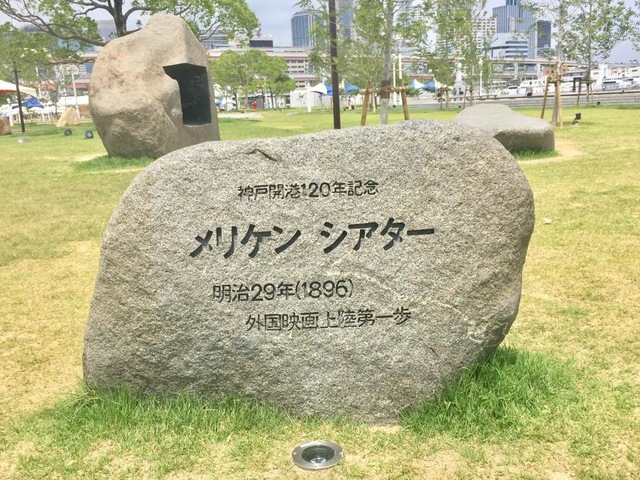 神戸開港120年記念
メリケン シアター
明治29年(1896)
外国映画上陸第一歩